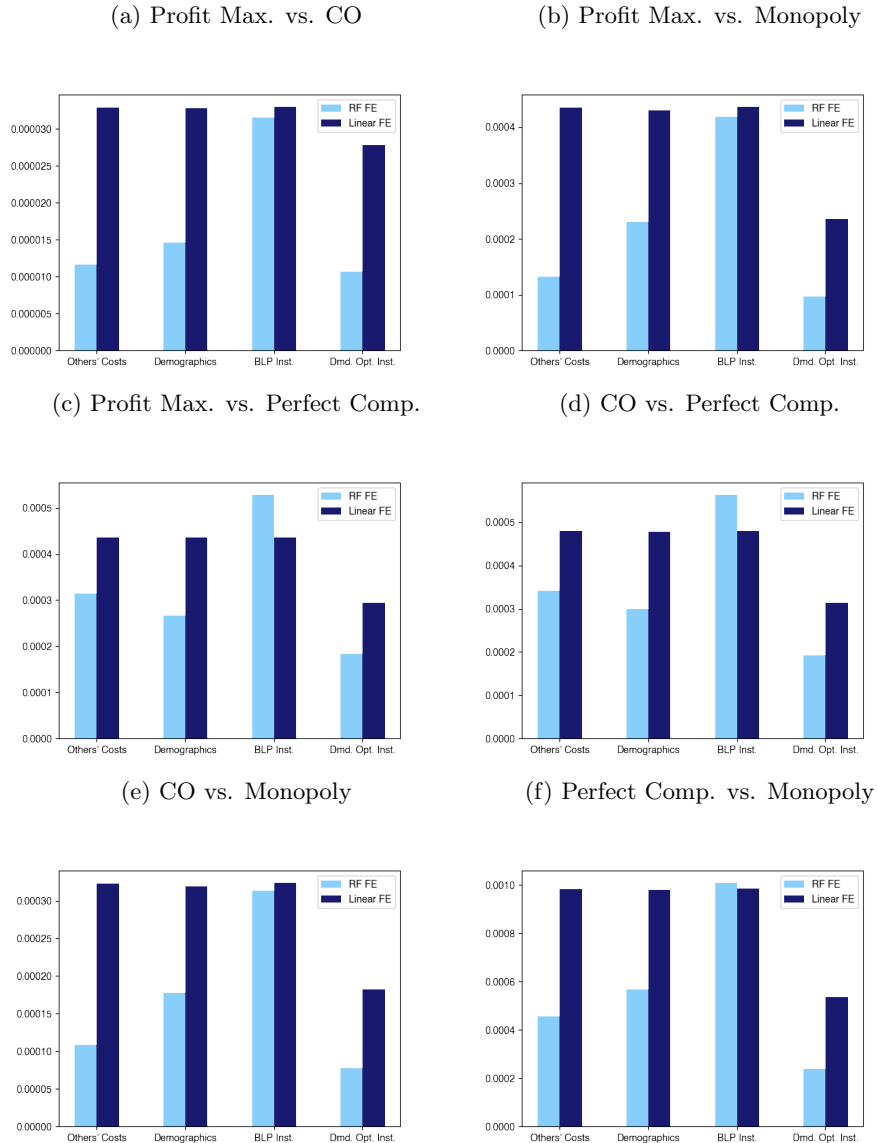 (a) Profit Max. vs. CO
(b) Profit Max. vs. Monopoly
0.000030
0.000025
0.000020
0.000015
0.000010
0.000005
0.000000
RF FE
Linear FE
Others' Costs Demographics BLP Inst. Dmd. Opt. Inst.
0.0004
0.0003
0.0002
0.0001
0.0000
RF FE
Linear FE
Others' Costs Demographics BLP Inst. Dmd. Opt. Inst.
(c) Profit Max. vs. Perfect Comp.
(d) CO vs. Perfect Comp.
0.0005
0.0004
0.0003
0.0002
0.0001
0.0000
RF FE
Linear FE
Others' Costs Demographics BLP Inst. Dmd. Opt. Inst.
0.0005
0.0004
0.0003
0.0002
0.0001
0.0000
RF FE
Linear FE
Others' Costs Demographics BLP Inst. Dmd. Opt. Inst.
(e) CO vs. Monopoly
(f) Perfect Comp. vs. Monopoly
0.00030
0.00025
0.00020
0.00015
0.00010
0.00005
0.00000
RF FE
Linear FE
Others' Costs Demographics BLP Inst. Dmd. Opt. Inst.
0.0010
0.0008
0.0006
0.0004
0.0002
0.0000
RF FE
Linear FE
Others' Costs Demographics BLP Inst. Dmd. Opt. Inst.